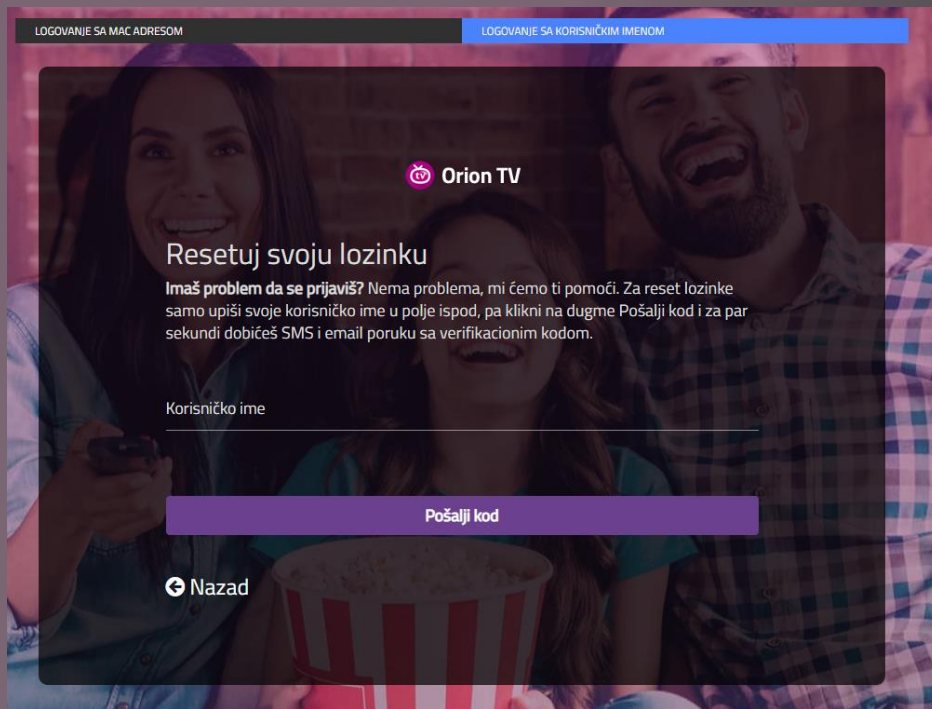 LOGOVANJE SA MAC ADRESOM
LOGOVANJE SA KORISNIČKIM IMENOM
tv Orion TV
Resetuj svoju lozinku
Imaš problem da se prijaviš? Nema problema, mi ćemo ti pomoći. Za reset lozinke
samo upiši svoje korisničko ime u polje ispod, pa klikni na dugme Pošalji kod i za par
sekundi dobićeš SMS i email poruku sa verifikacionim kodom.
Korisničko ime
Pošalji kod
Nazad